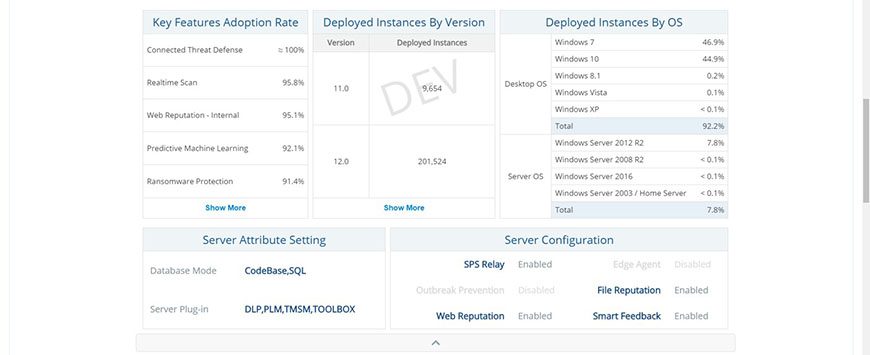 Key Features Adoption Rate
Connected Threat Defense ≈ 100%
Realtime Scan 95.8%
Web Reputation - Internal 95.1%
Predictive Machine Learning 92.1%
Ransomware Protection 91.4%
Show More
Deployed Instances By Version
Version Deployed Instances
DEV
11.0 9,654
12.0 201,524
Show More
Deployed Instances By OS
Desktop OS
Windows 7 46.9%
Windows 10 44.9%
Windows 8.1 0.2%
Windows Vista 0.1%
Windows XP < 0.1%
Total 92.2%
Server OS
Windows Server 2012 R2 7.8%
Windows Server 2008 R2 < 0.1%
Windows Server 2016 < 0.1%
Windows Server 2003 / Home Server < 0.1%
Total 7.8%
Server Attribute Setting
Database Mode CodeBase,SQL
Server Plug-in DLP,PLM,TMSM,TOOLBOX
Server Configuration
SPS Relay Enabled Edge Agent Disabled
Outbreak Prevention Disabled File Reputation Enabled
Web Reputation Enabled Smart Feedback Enabled